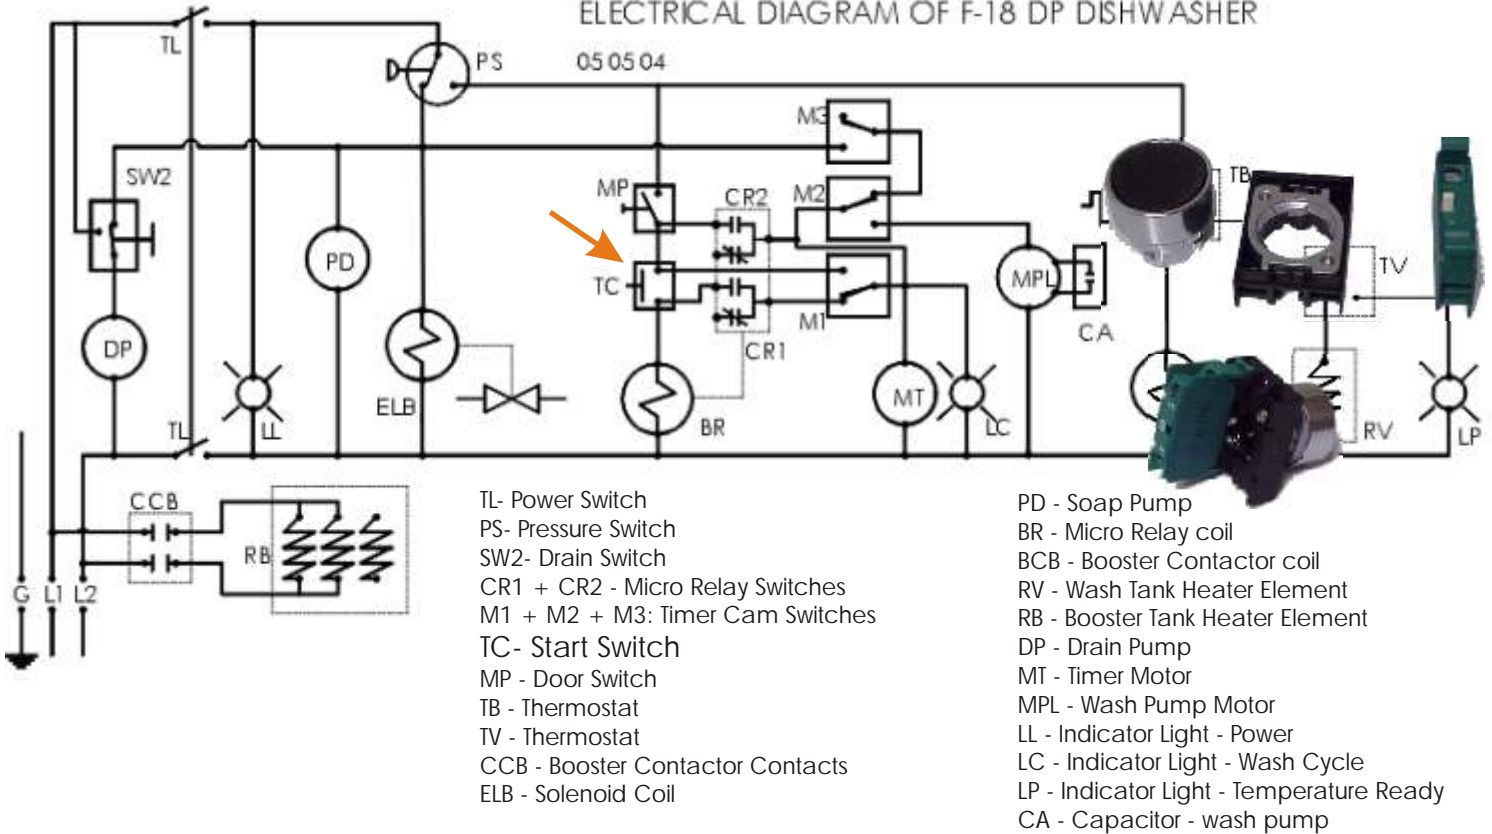 ELECTRICAL DIAGRAM OF F-18 DP DISHWASHER
TL
PS
05 05 04
M3
SW2
MP
CR2
M2
TB
PD
TC
MPL
TV
M1
CA
DP
CR1
ELB
MT
TL
LL
BR
LC
RV
LP
CCB
RB
G L1 L2
TL- Power Switch
PS- Pressure Switch
SW2- Drain Switch
CR1 + CR2 - Micro Relay Switches
M1 + M2 + M3: Timer Cam Switches
TC- Start Switch
MP - Door Switch
TB - Thermostat
TV - Thermostat
CCB - Booster Contactor Contacts
ELB - Solenoid Coil
PD - Soap Pump
BR - Micro Relay coil
BCB - Booster Contactor coil
RV - Wash Tank Heater Element
RB - Booster Tank Heater Element
DP - Drain Pump
MT - Timer Motor
MPL - Wash Pump Motor
LL - Indicator Light - Power
LC - Indicator Light - Wash Cycle
LP - Indicator Light - Temperature Ready
CA - Capacitor - wash pump